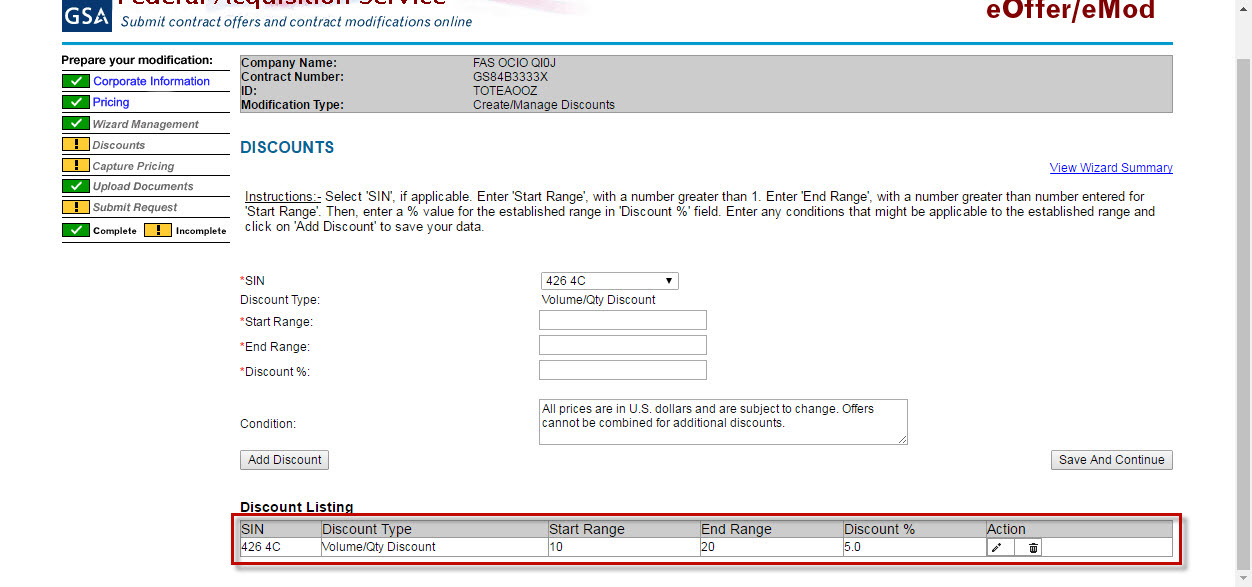 GSA
Federal Acquisition Service
Submit contract offers and contract modifications online
eOffer/eMod
Prepare your modification:
Corporate Information
Pricing
Wizard Management
Discounts
Capture Pricing
Upload Documents
Submit Request
Complete Incomplete
Company Name: FAS OCIO QI0J
Contract Number: GS84B3333X
ID: TOTEAOOZ
Modification Type: Create/Manage Discounts
DISCOUNTS
View Wizard Summary
Instructions:- Select 'SIN', if applicable. Enter 'Start Range', with a number greater than 1. Enter 'End Range', with a number greater than number entered for
'Start Range'. Then, enter a % value for the established range in 'Discount %' field. Enter any conditions that might be applicable to the established range and
click on 'Add Discount' to save your data.
*SIN 426 4C
Discount Type: Volume/Qty Discount
*Start Range:
*End Range:
*Discount %:
Condition: All prices are in U.S. dollars and are subject to change. Offers
cannot be combined for additional discounts.
Add Discount Save And Continue
Discount Listing
SIN Discount Type Start Range End Range Discount % Action
426 4C Volume/Qty Discount 10 20 5.0